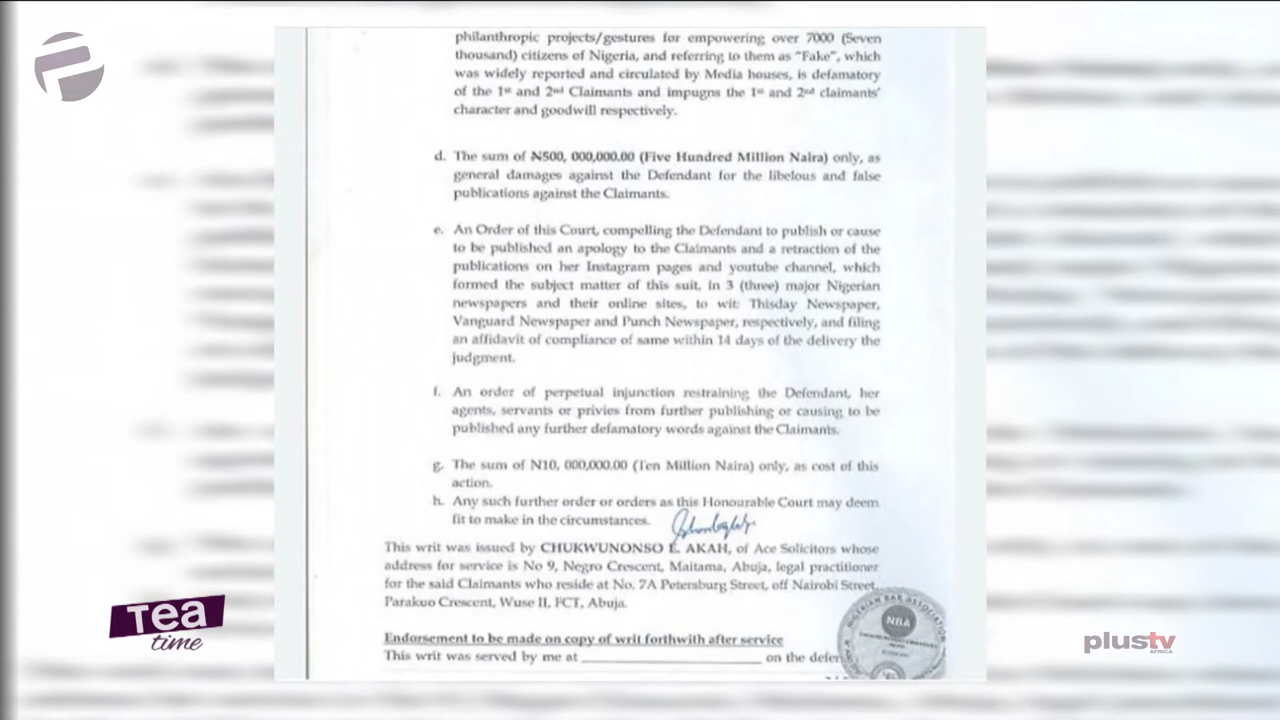 philanthropic projects/gestures for empowering over 7000 (Seven
thousand) citizens of Nigeria, and referring to them as "Fake", which
was widely reported and circulated by Media houses, is defamatory
of the 1st and 2nd Claimants and impugns the 1st and 2nd claimants'
character and goodwill respectively.
d. The sum of ₦500, 000,000.00 (Five Hundred Million Naira) only, as
general damages against the Defendant for the libelous and false
publications against the Claimants.
e. An Order of this Court, compelling the Defendant to publish or cause
to be published an apology to the Claimants and a retraction of the
publications on her Instagram pages and youtube channel, which
formed the subject matter of this suit, in 3 (three) major Nigerian
newspapers and their online sites, to wit: Thisday Newspaper,
Vanguard Newspaper and Punch Newspaper, respectively, and filing
an affidavit of compliance of same within 14 days of the delivery the
judgment.
f. An order of perpetual injunction restraining the Defendant, her
agents, servants or privies from further publishing or causing to be
published any further defamatory words against the Claimants.
g. The sum of N10, 000,000.00 (Ten Million Naira) only, as cost of this
action.
h. Any such further order or orders as this Honourable Court may deem
fit to make in the circumstances.
This writ was issued by CHUKWUNONSO E. AKAH, of Ace Solicitors whose
address for service is No 9, Negro Crescent, Maitama, Abuja, legal practitioner
for the said Claimants who reside at No. 7A Petersburg Street, off Nairobi Street,
Parakuo Crescent, Wuse II, FCT, Abuja.
Endorsement to be made on copy of writ forthwith after service
This writ was served by me at ____________________ on the defen
NIGERIAN BAR ASSOCIATION
NBA
Tea
time
plustv
AFRICA